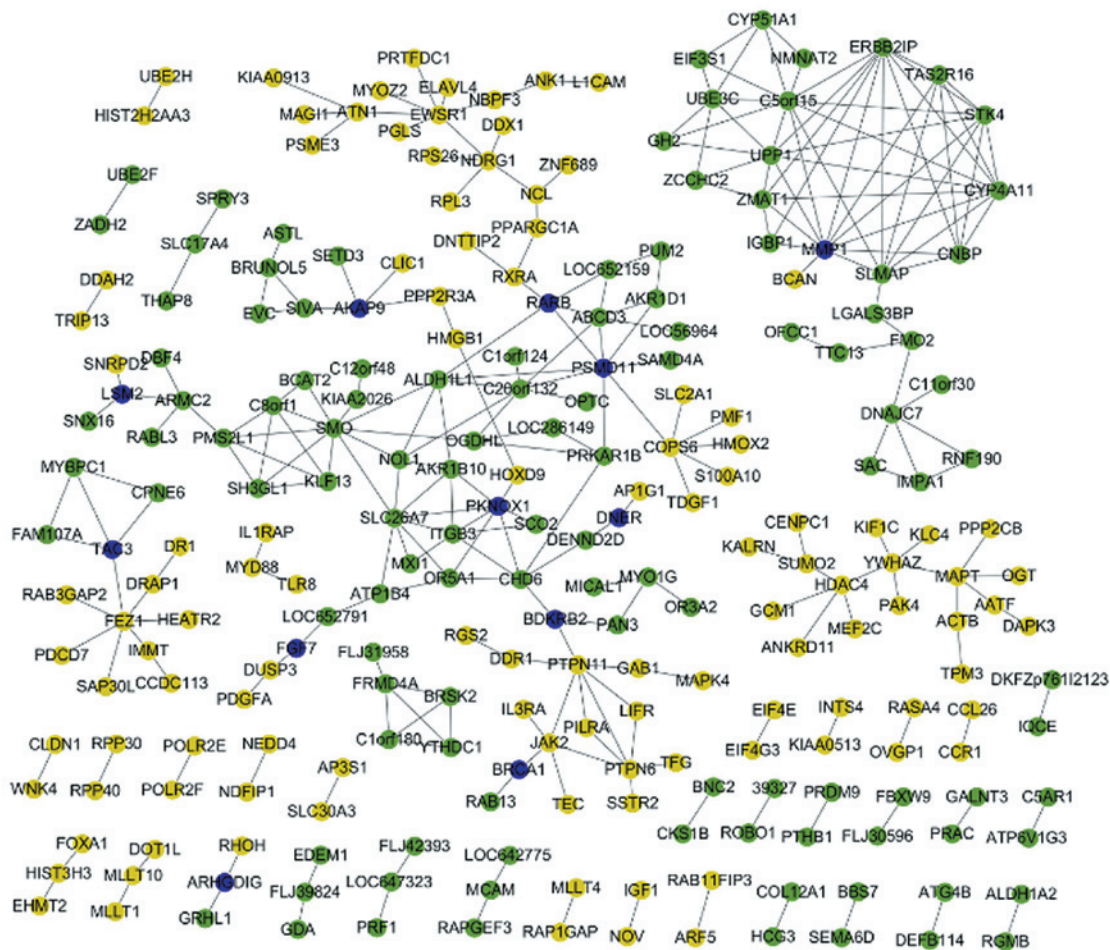 CYP51A1
ERBB2IP
PRTFDC1
EIF3S1
NMNAT2
UBE2H
KIAA0913
ELAVL4
ANK1
L1CAM
TAS2R16
MYOZ2
NBPF3
UBE3C
C5orf15
HIST2H2AA3
MAGI1
ATN1
EWSR1
STK4
PGLS
DDX1
PSME3
GH2
UPP1
RPS26
NDRG1
ZNF689
UBE2F
ZCCHC2
CYP4A11
SPRY3
RPL3
NCL
ZMAT1
ZADH2
PPARGC1A
ASTL
DNTTIP2
IGBP1
MMP1
SLC17A4
SETD3
PUM2
CNBP
BRUNOL5
CLIC1
RXRA
LOC652159
BCAN
SLMAP
DDAH2
THAP8
EVC
SIVA
AKAP9
PPP2R3A
RARB
AKR1D1
LGALS3BP
TRIP13
ABCD3
HMGB1
LOC56964
OFCC1
FMO2
TTC13
SNRPD2
DBF4
C12orf48
C1orf124
PSMD11
SAMD4A
BCAT2
ALDH1L1
LSM2
C8orf1
KIAA2026
C20orf132
SLC2A1
C11orf30
ARMC2
OPTC
PMF1
DNAJC7
SNX16
SMO
LOC286149
RABL3
PMS2L1
OGDHL
COPS6
HMOX2
NOL1
PRKAR1B
SAC
RNF190
MYBPC1
AKR1B10
HOXD9
S100A10
IMPA1
SH3GL1
KLF13
CPNE6
AP1G1
TDGF1
PKNOX1
SLC26A7
DNER
CENPC1
KIF1C
KLC4
PPP2CB
FAM107A
IL1RAP
ITGB3
SCO2
TAC3
DR1
DENND2D
KALRN
SUMO2
YWHAZ
MXI1
MYD88
OR5A1
CHD6
MYO1G
HDAC4
MAPT
OGT
RAB3GAP2
DRAP1
TLR8
ATP1B4
MICAL1
GCM1
PAK4
AATF
FEZ1
HEATR2
LOC652791
OR3A2
MEF2C
ACTB
DAPK3
BDKRB2
PAN3
PDCD7
IMMT
FGF7
RGS2
ANKRD11
DUSP3
FLJ31958
DDR1
PTPN11
GAB1
TPM3
SAP30L
CCDC113
MAPK4
PDGFA
FRMD4A
DKFZp761I2123
BRSK2
IL3RA
LIFR
EIF4E
INTS4
RASA4
CCL26
PILRA
IQCE
CLDN1
RPP30
POLR2E
NEDD4
C1orf180
YTHDC1
JAK2
EIF4G3
KIAA0513
OVGP1
CCR1
AP3S1
BRCA1
PTPN6
TFG
WNK4
RPP40
POLR2F
NDFIP1
BNC2
39327
PRDM9
FBXW9
GALNT3
C5AR1
SLC30A3
RAB13
TEC
SSTR2
CKS1B
ROBO1
PTHB1
FLJ30596
PRAC
ATP6V1G3
FOXA1
DOT1L
RHOH
EDEM1
FLJ42393
LOC642775
HIST3H3
MLLT10
ARHGDIG
FLJ39824
LOC647323
MCAM
MLLT4
IGF1
RAB11FIP3
COL12A1
BBS7
ATG4B
ALDH1A2
EHMT2
MLLT1
GRHL1
GDA
PRF1
RAPGEF3
RAP1GAP
NOV
ARF5
HCG3
SEMA6D
DEFB114
RGMB